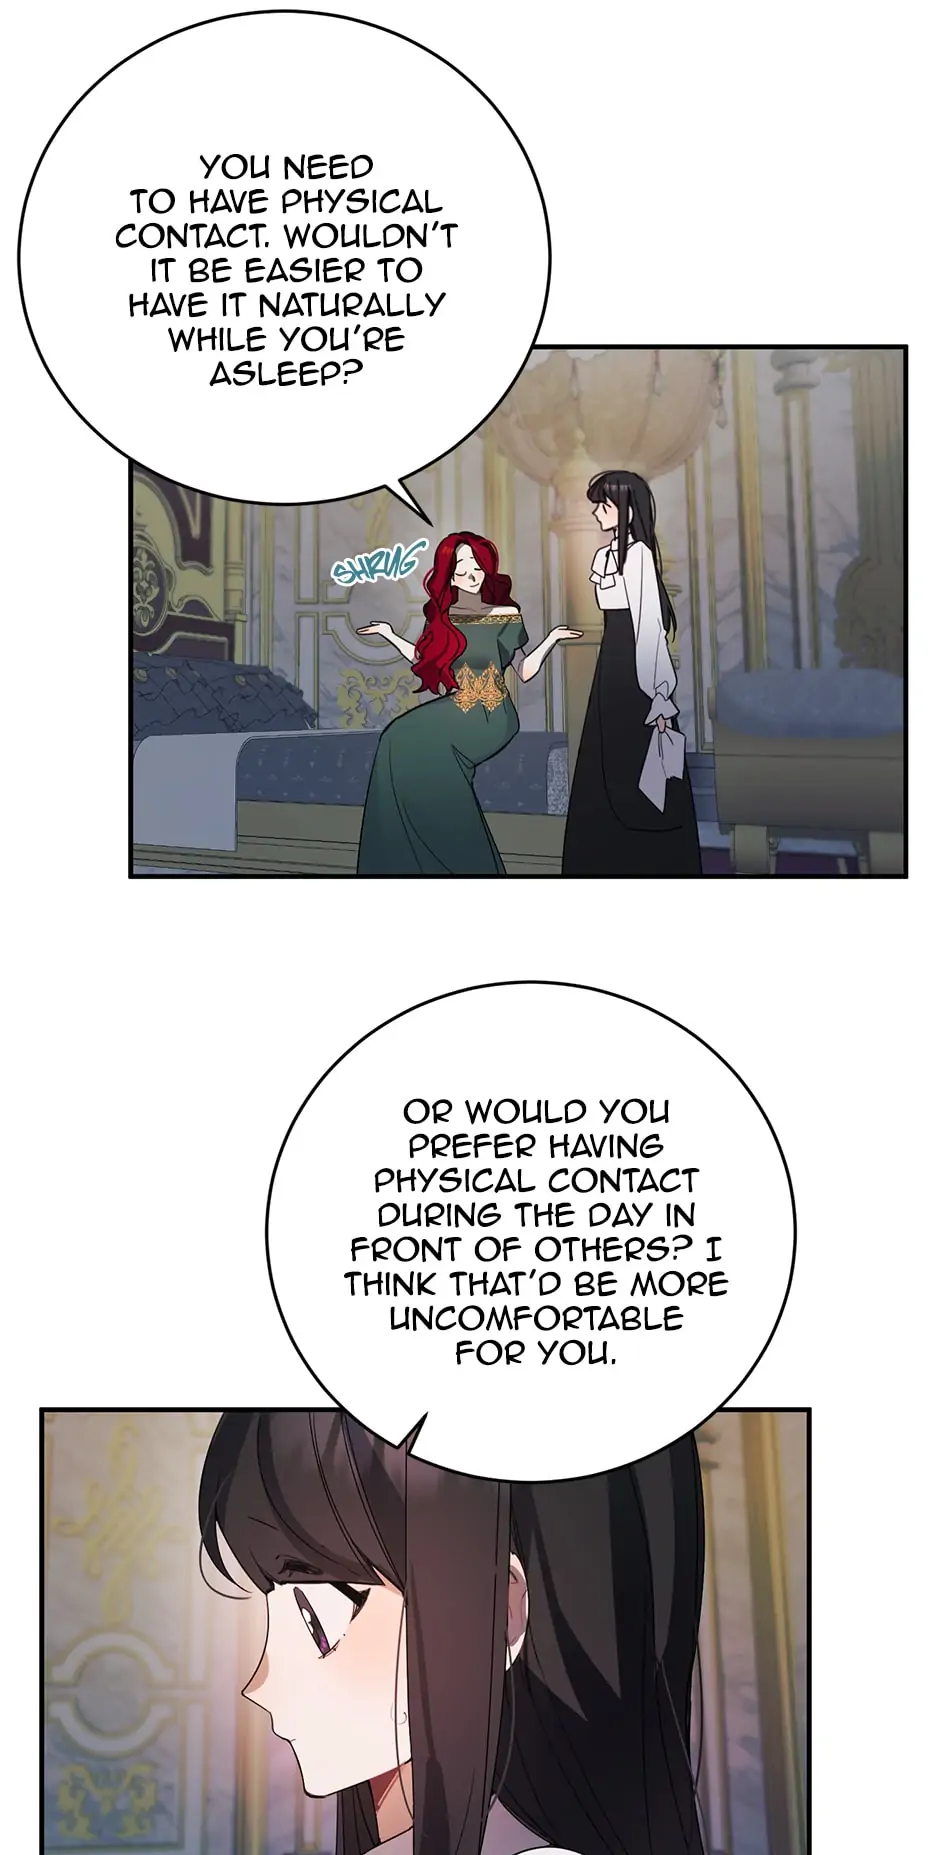 YOU NEED
TO HAVE PHYSICAL
CONTACT. WOULDN'T
IT BE EASIER TO
HAVE IT NATURALLY
WHILE YOU'RE
ASLEEP?
SHRUG
OR WOULD YOU
PREFER HAVING
PHYSICAL CONTACT
DURING THE DAY IN
FRONT OF OTHERS? I
THINK THAT'D BE MORE
UNCOMFORTABLE
FOR YOU.